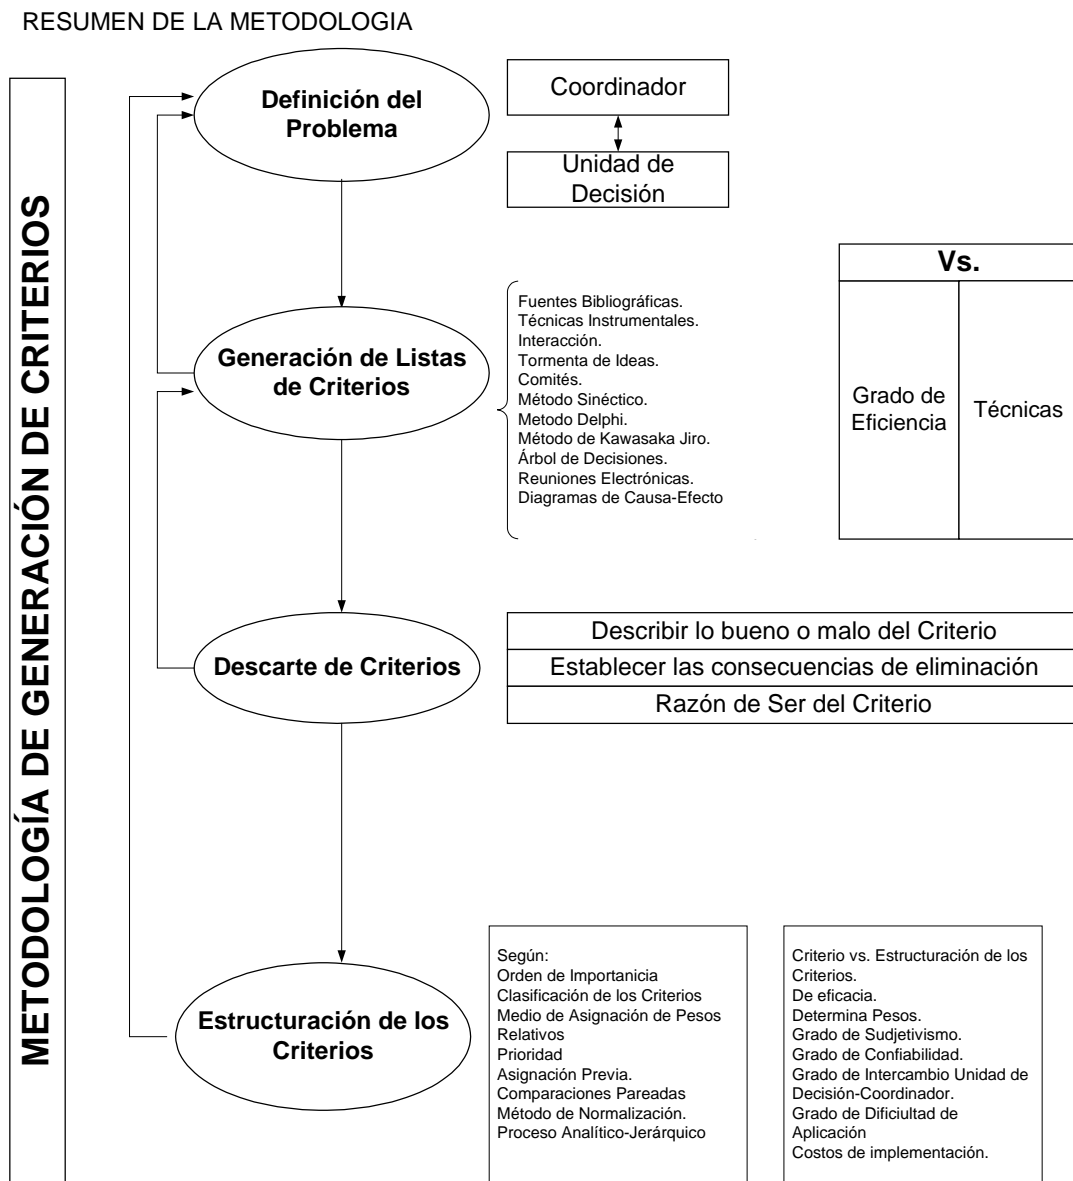 RESUMEN DE LA METODOLOGIA
METODOLOGÍA DE GENERACIÓN DE CRITERIOS
Definición del
Problema
Coordinador
Unidad de
Decisión
Generación de Listas
de Criterios
Fuentes Bibliográficas.
Técnicas Instrumentales.
Interacción.
Tormenta de Ideas.
Comités.
Método Sinéctico.
Metodo Delphi.
Método de Kawasaka Jiro.
Árbol de Decisiones.
Reuniones Electrónicas.
Diagramas de Causa-Efecto
Vs.
Grado de
Eficiencia
Técnicas
Descarte de Criterios
Describir lo bueno o malo del Criterio
Establecer las consecuencias de eliminación
Razón de Ser del Criterio
Estructuración de los
Criterios
Según:
Orden de Importanicia
Clasificación de los Criterios
Medio de Asignación de Pesos
Relativos
Prioridad
Asignación Previa.
Comparaciones Pareadas
Método de Normalización.
Proceso Analítico-Jerárquico
Criterio vs. Estructuración de los
Criterios.
De eficacia.
Determina Pesos.
Grado de Sudjetivismo.
Grado de Confiabilidad.
Grado de Intercambio Unidad de
Decisión-Coordinador.
Grado de Dificiultad de
Aplicación
Costos de implementación.